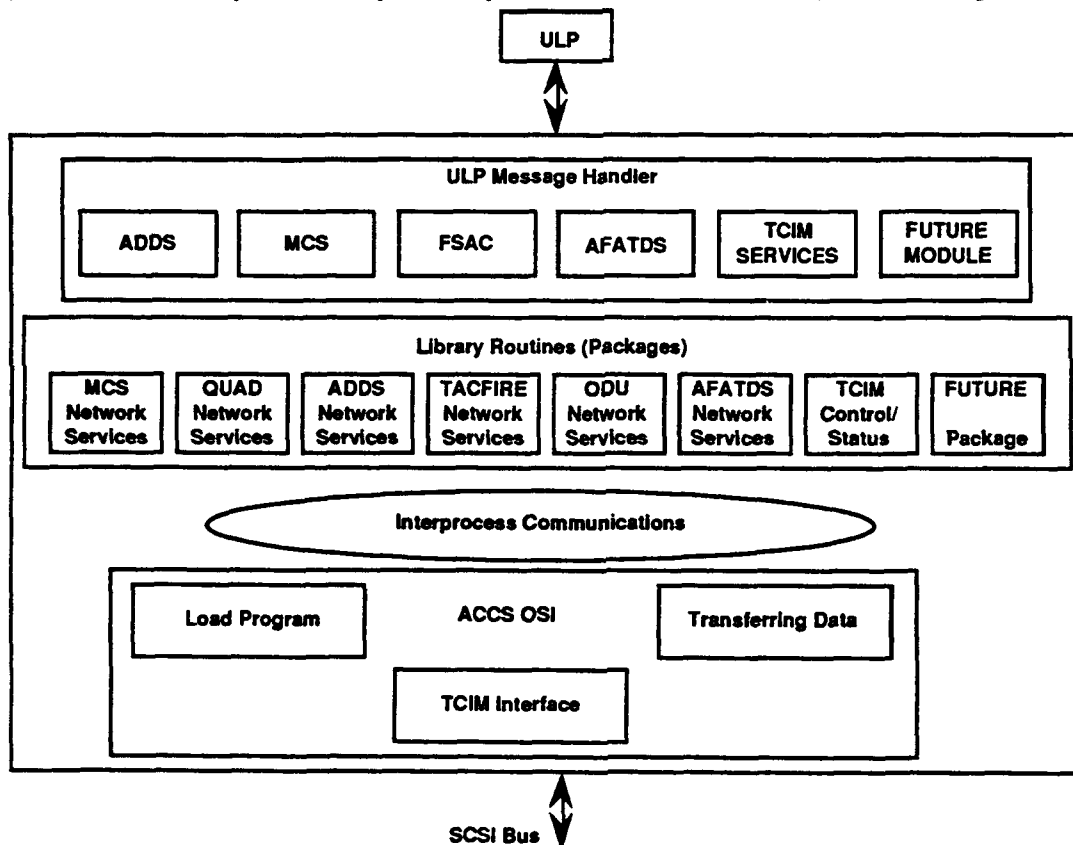 ULP
ULP Message Handler
ADDS
MCS
FSAC
AFATDS
TCIM
SERVICES
FUTURE
MODULE
Library Routines (Packages)
MCS
Network
Services
QUAD
Network
Services
ADDS
Network
Services
TACFIRE
Network
Services
ODU
Network
Services
AFATDS
Network
Services
TCIM
Control/
Status
FUTURE
Package
Interprocess Communications
Load Program
ACCS OSI
Transferring Data
TCIM Interface
SCSI Bus